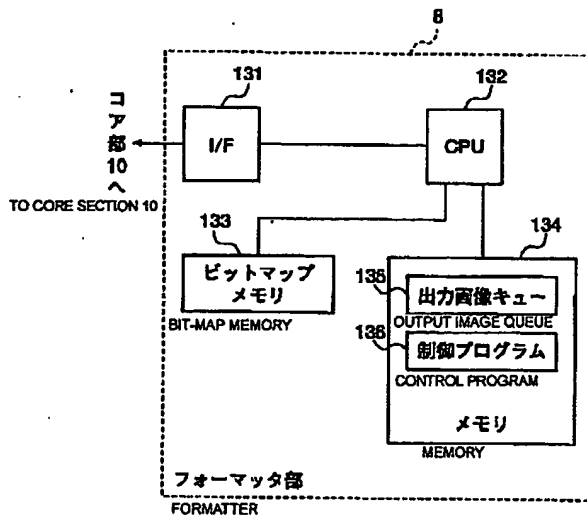 8
131
132
コア部10へ
TO CORE SECTION 10
I/F
CPU
133
134
ビットマップ
メモリ
BIT-MAP MEMORY
135
出力画像キュー
OUTPUT IMAGE QUEUE
136
制御プログラム
CONTROL PROGRAM
メモリ
MEMORY
フォーマッタ部
FORMATTER